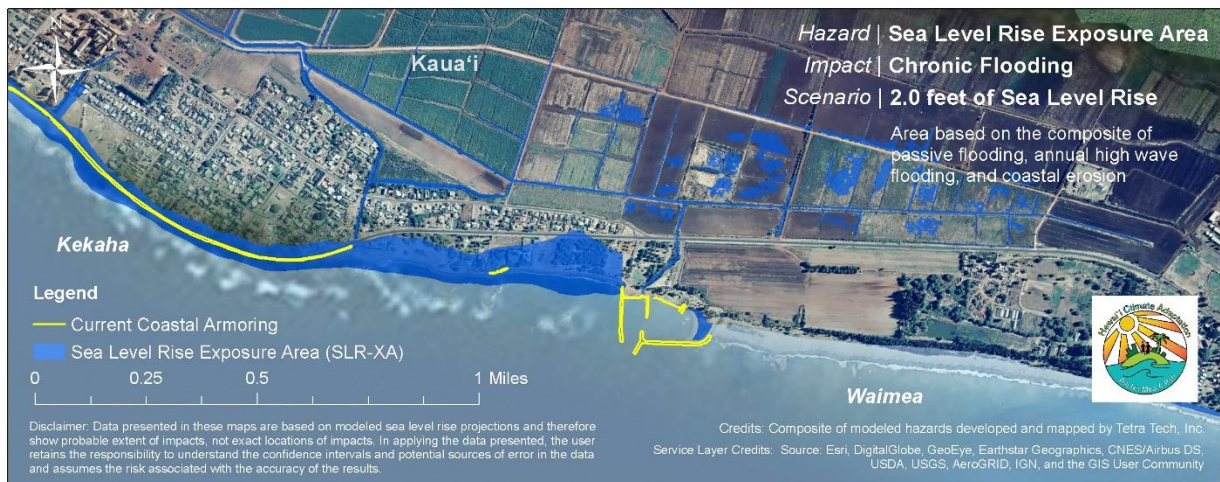 N
Kauaʻi
Hazard | Sea Level Rise Exposure Area
Impact | Chronic Flooding
Scenario | 2.0 feet of Sea Level Rise
Area based on the composite of
passive flooding, annual high wave
flooding, and coastal erosion
Kekaha
Legend
Current Coastal Armoring
Sea Level Rise Exposure Area (SLR-XA)
0 0.25 0.5 1 Miles
Waimea
Hawaiʻi Climate Adaptation
Disclaimer: Data presented in these maps are based on modeled sea level rise projections and therefore
show probable extent of impacts, not exact locations of impacts. In applying the data presented, the user
retains the responsibility to understand the confidence intervals and potential sources of error in the data
and assumes the risk associated with the accuracy of the results.
Credits: Composite of modeled hazards developed and mapped by Tetra Tech, Inc.
Service Layer Credits: Source: Esri, DigitalGlobe, GeoEye, Earthstar Geographics, CNES/Airbus DS,
USDA, USGS, AeroGRID, IGN, and the GIS User Community